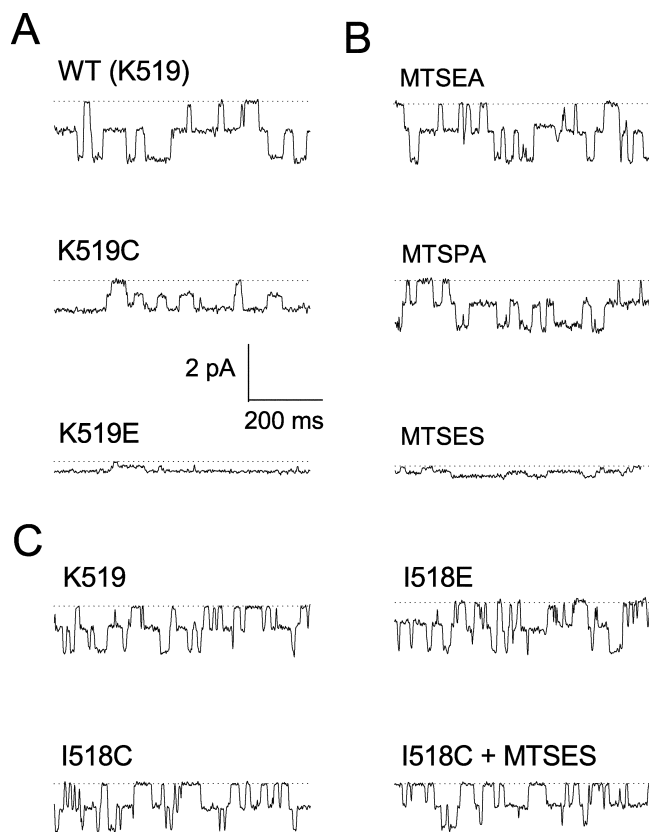 A
WT (K519)
K519C
2 pA
200 ms
K519E
B
MTSEA
MTSPA
MTSES
C
K519
I518E
I518C
I518C + MTSES